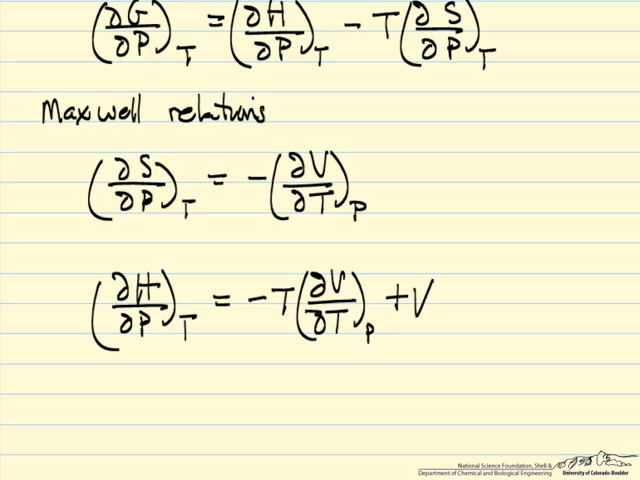 (∂G/∂P)_T = (∂H/∂P)_T - T(∂S/∂P)_T
Maxwell relations
(∂S/∂P)_T = -(∂V/∂T)_P
(∂H/∂P)_T = -T(∂V/∂T)_P + V
National Science Foundation, Shell &
Department of Chemical and Biological Engineering
University of Colorado-Boulder